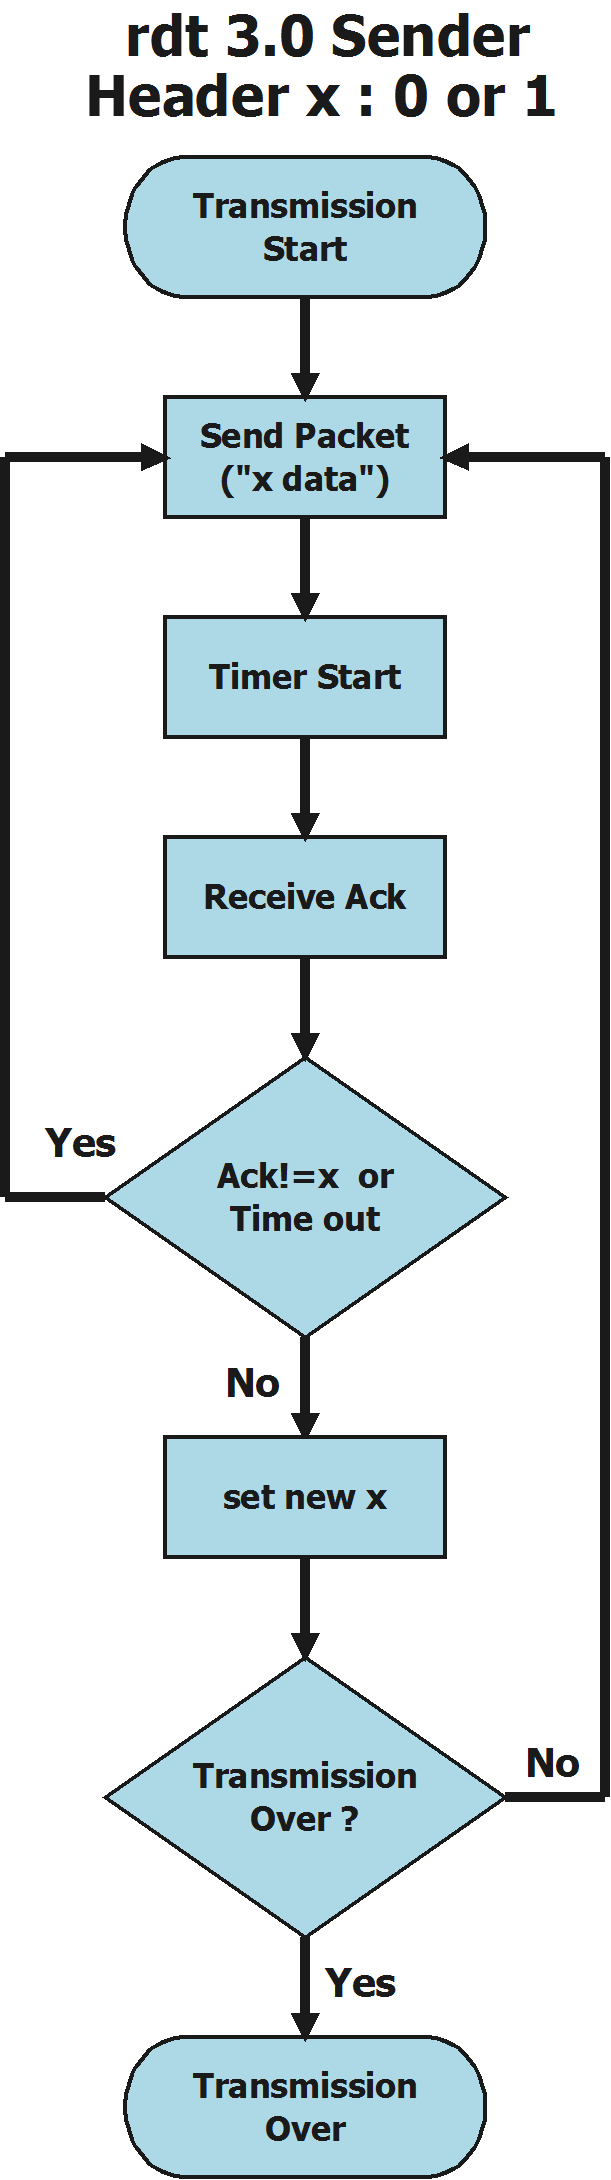 rdt 3.0 Sender
Header x : 0 or 1
Transmission
Start
Send Packet
("x data")
Timer Start
Receive Ack
Yes
Ack!=x  or
Time out
No
set new x
Transmission
Over ?
No
Yes
Transmission
Over